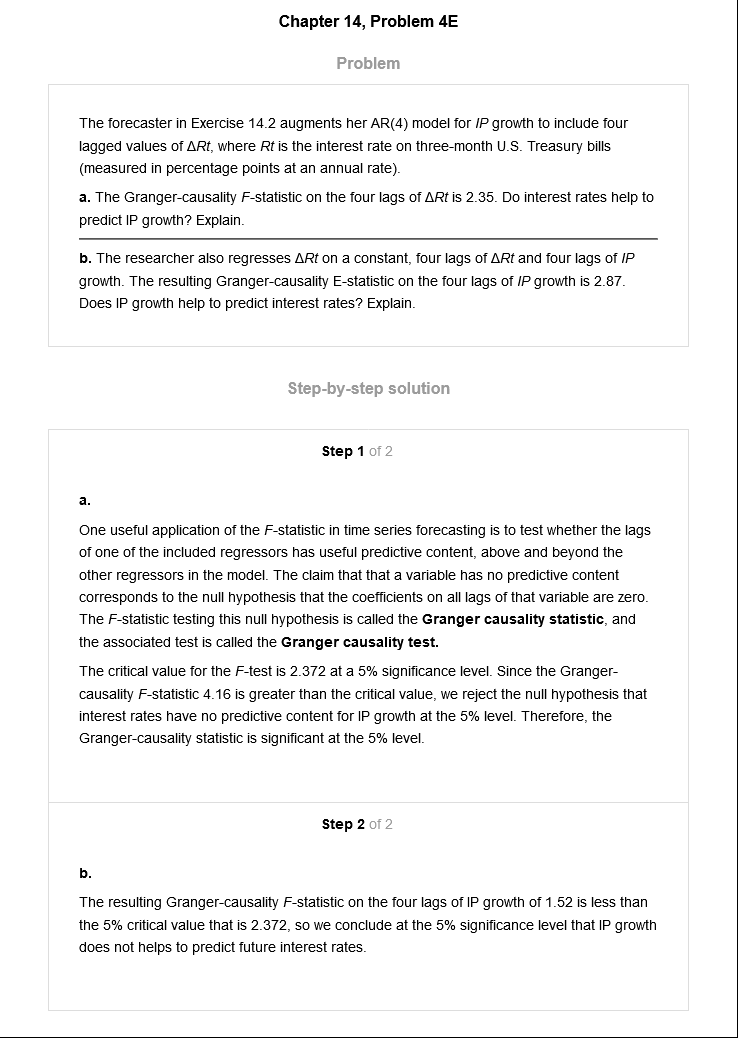 Chapter 14, Problem 4E
Problem
The forecaster in Exercise 14.2 augments her AR(4) model for IP growth to include four
lagged values of ΔRt, where Rt is the interest rate on three-month U.S. Treasury bills
(measured in percentage points at an annual rate).
a. The Granger-causality F-statistic on the four lags of ΔRt is 2.35. Do interest rates help to
predict IP growth? Explain.
b. The researcher also regresses ΔRt on a constant, four lags of ΔRt and four lags of IP
growth. The resulting Granger-causality E-statistic on the four lags of IP growth is 2.87.
Does IP growth help to predict interest rates? Explain.
Step-by-step solution
Step 1 of 2
a.
One useful application of the F-statistic in time series forecasting is to test whether the lags
of one of the included regressors has useful predictive content, above and beyond the
other regressors in the model. The claim that that a variable has no predictive content
corresponds to the null hypothesis that the coefficients on all lags of that variable are zero.
The F-statistic testing this null hypothesis is called the Granger causality statistic, and
the associated test is called the Granger causality test.
The critical value for the F-test is 2.372 at a 5% significance level. Since the Granger-
causality F-statistic 4.16 is greater than the critical value, we reject the null hypothesis that
interest rates have no predictive content for IP growth at the 5% level. Therefore, the
Granger-causality statistic is significant at the 5% level.
Step 2 of 2
b.
The resulting Granger-causality F-statistic on the four lags of IP growth of 1.52 is less than
the 5% critical value that is 2.372, so we conclude at the 5% significance level that IP growth
does not helps to predict future interest rates.